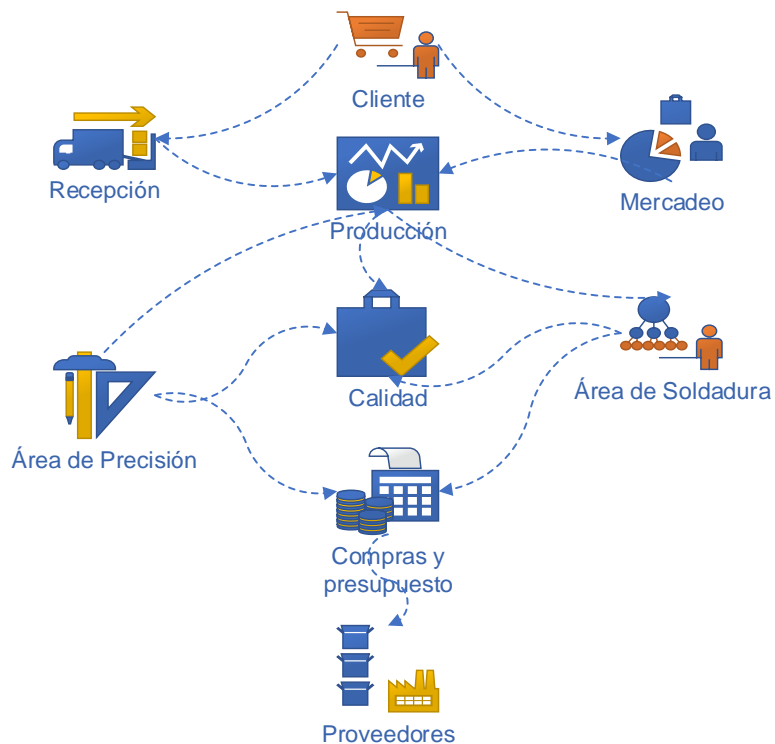 Cliente
Recepción
Mercadeo
Producción
Calidad
Área de Soldadura
Área de Precisión
Compras y
presupuesto
Proveedores